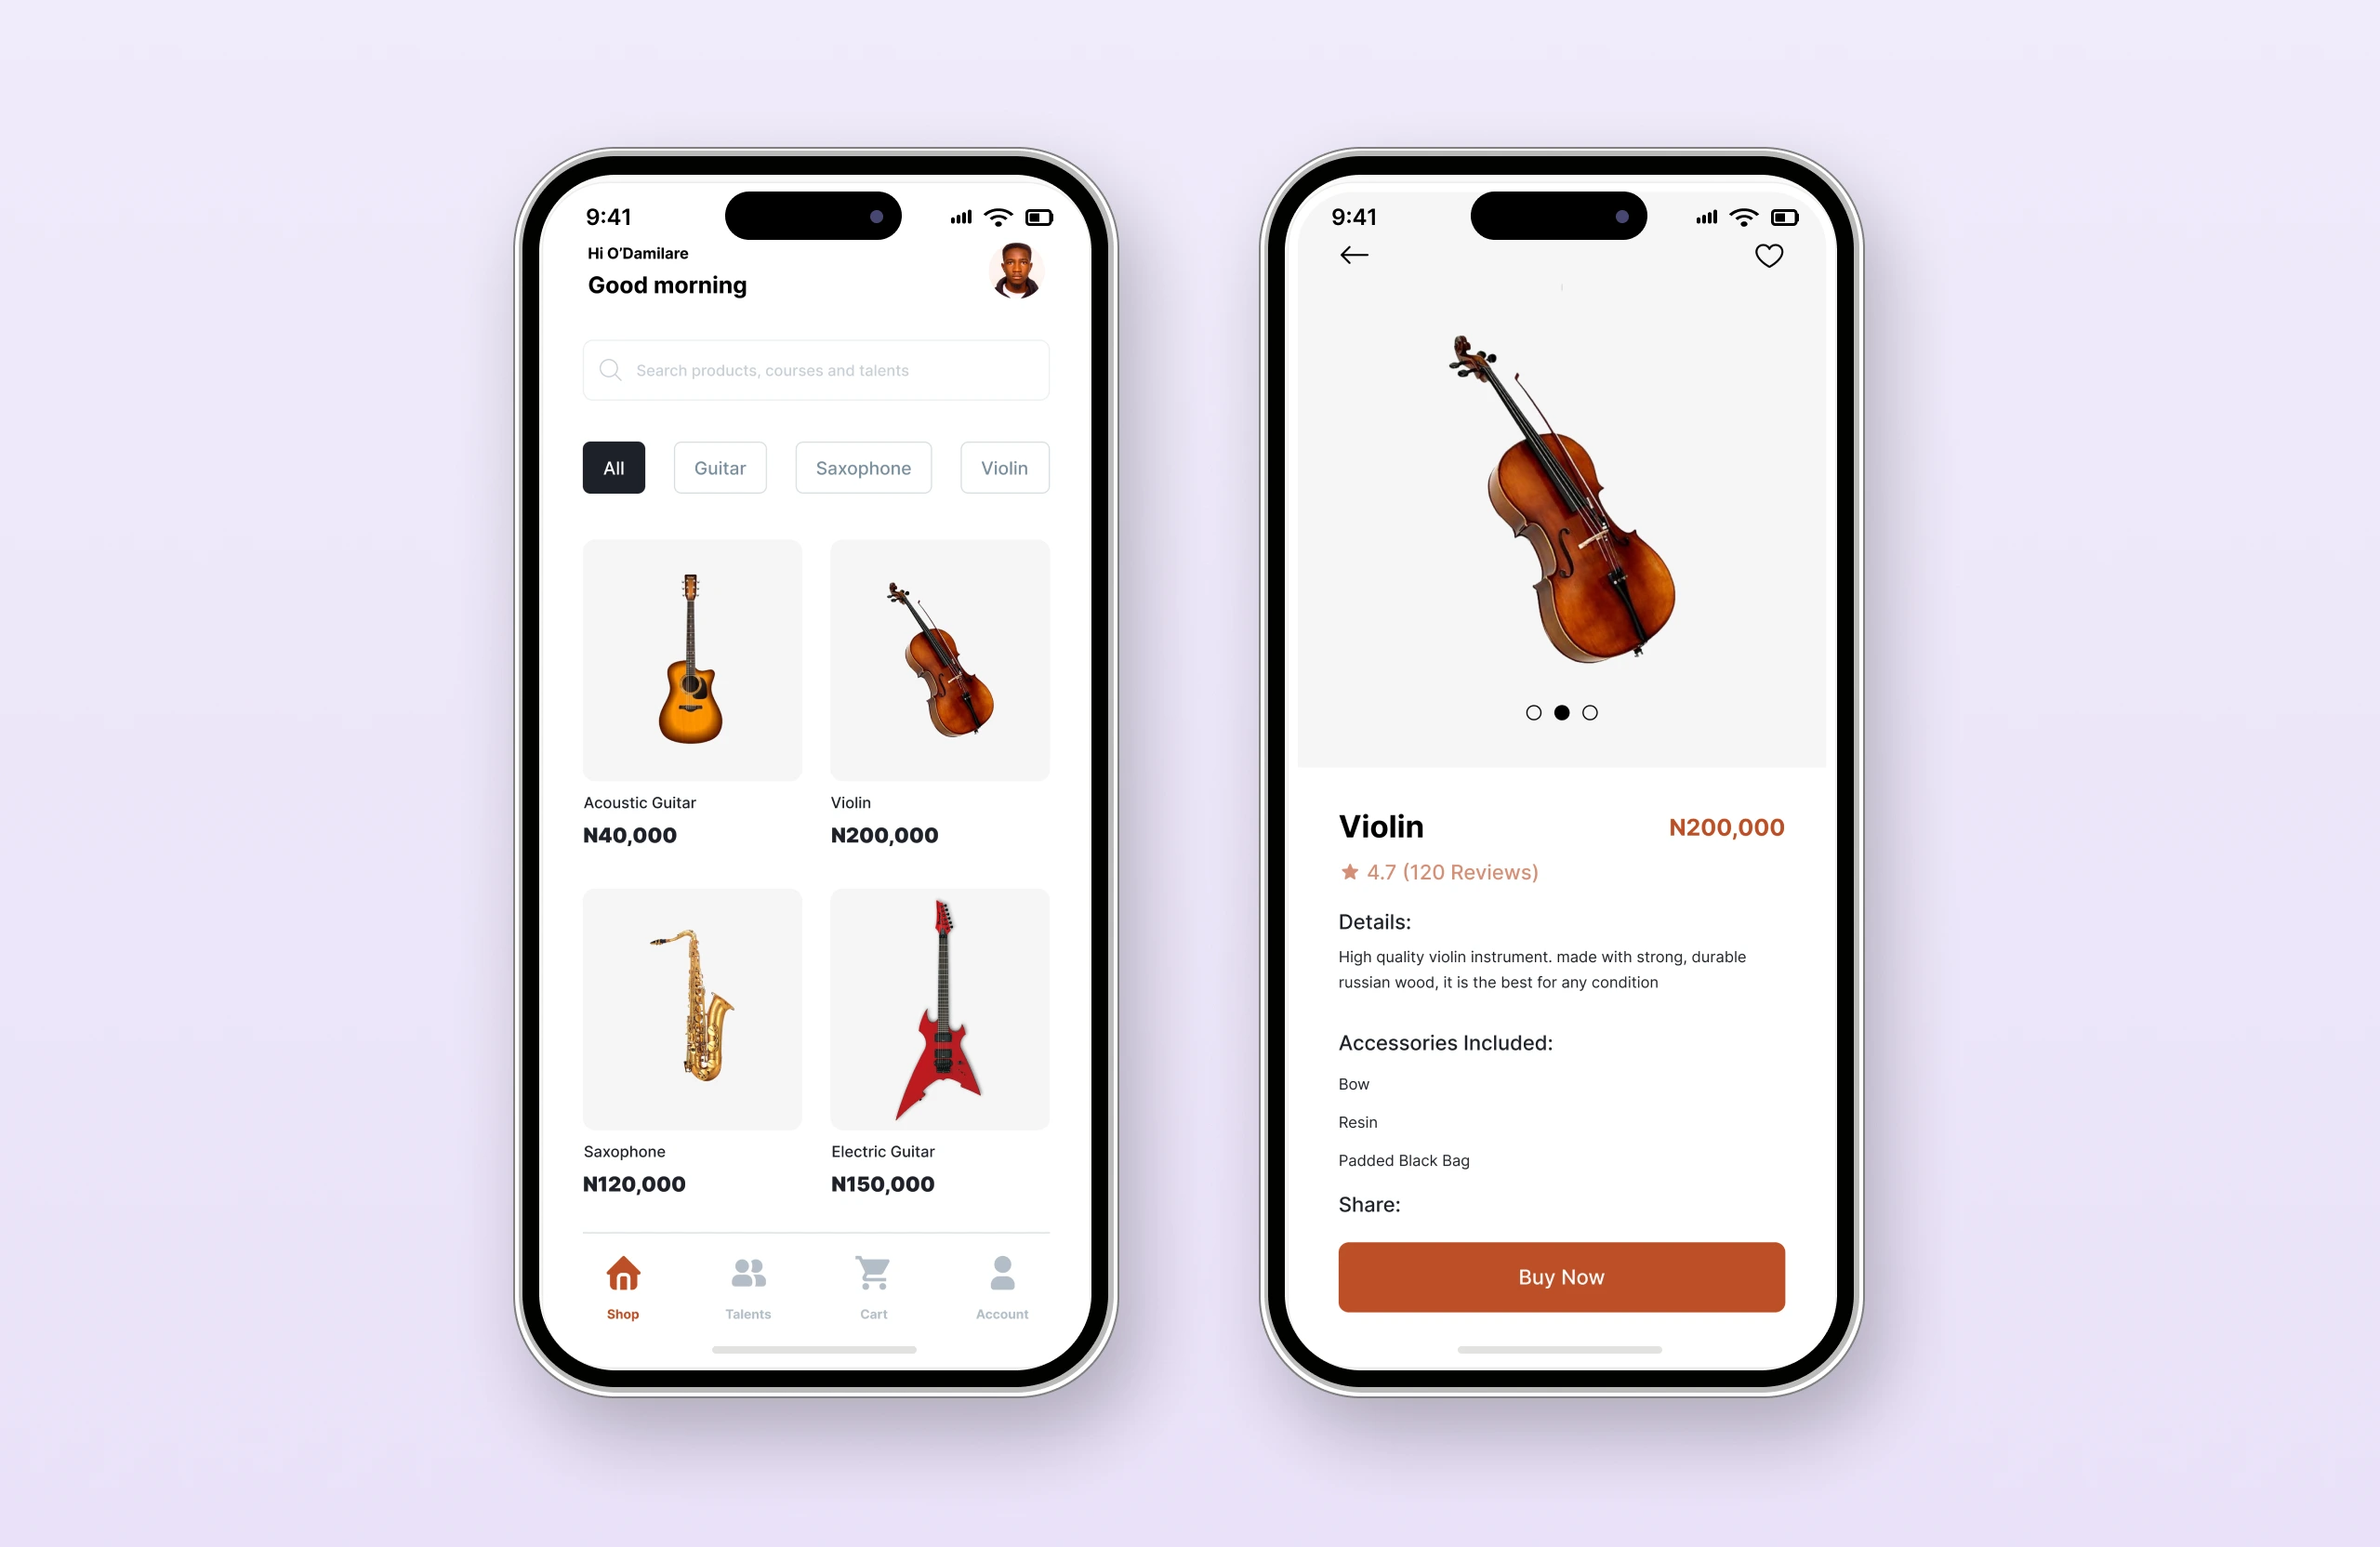 9:41
Hi O’Damilare
Good morning
Search products, courses and talents
All
Guitar
Saxophone
Violin
Acoustic Guitar
N40,000
Violin
N200,000
Saxophone
N120,000
Electric Guitar
N150,000
Shop
Talents
Cart
Account
9:41
Violin
N200,000
4.7 (120 Reviews)
Details:
High quality violin instrument. made with strong, durable
russian wood, it is the best for any condition
Accessories Included:
Bow
Resin
Padded Black Bag
Share:
Buy Now